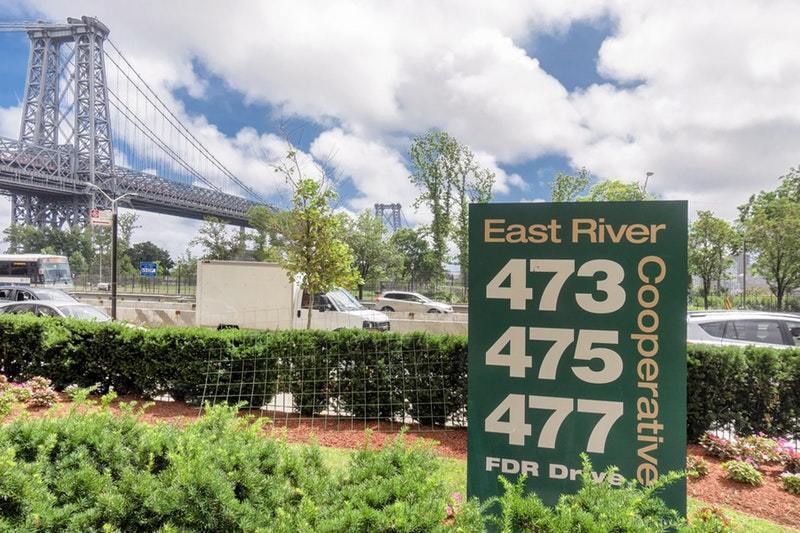 East River
Cooperative
473
475
477
FDR Drive